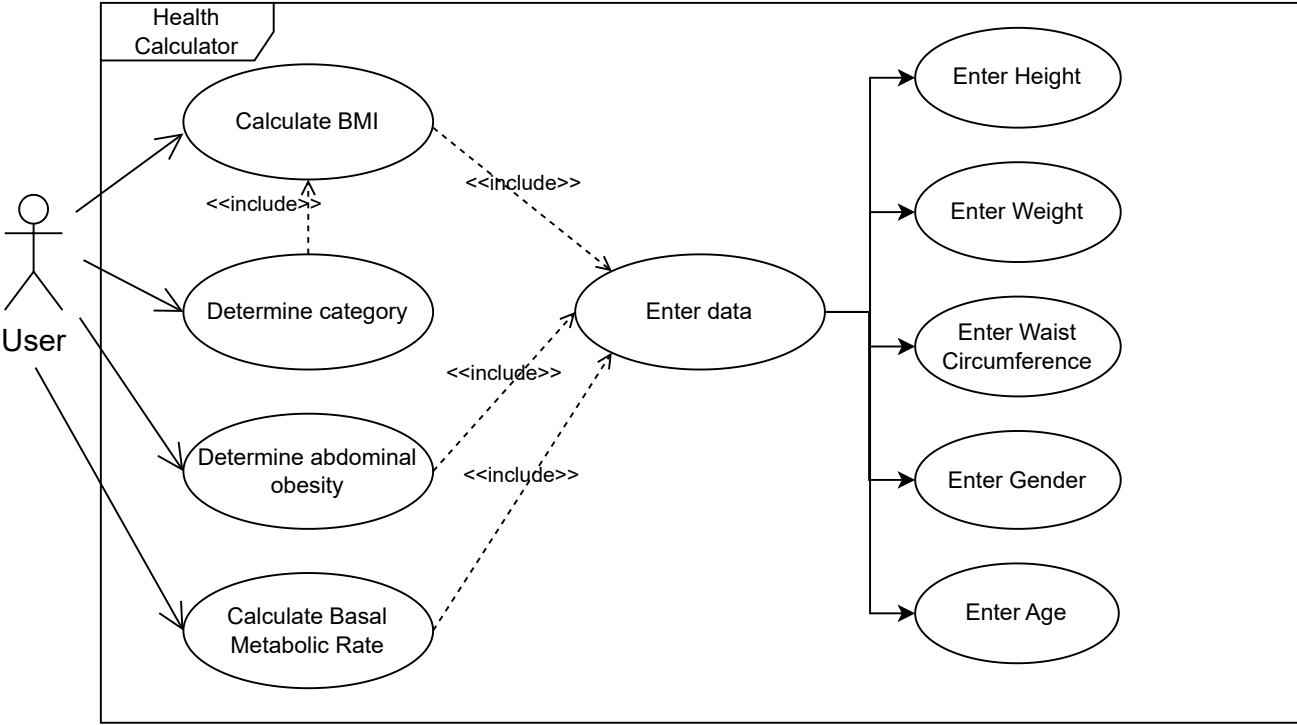 Health
Calculator
Calculate BMI
<<include>>
<<include>>
Determine category
User
Determine abdominal
obesity
<<include>>
Calculate Basal
Metabolic Rate
<<include>>
Enter data
Enter Height
Enter Weight
Enter Waist
Circumference
Enter Gender
Enter Age